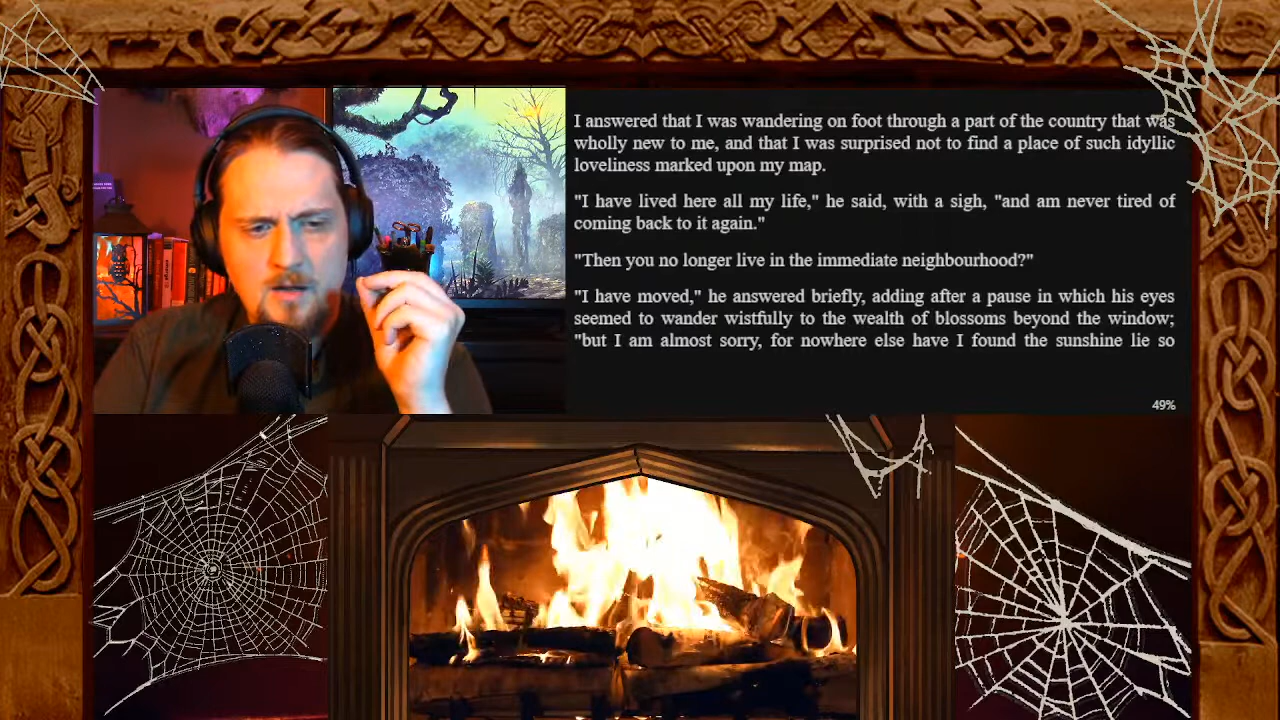 I answered that I was wandering on foot through a part of the country that was
wholly new to me, and that I was surprised not to find a place of such idyllic
loveliness marked upon my map.
"I have lived here all my life," he said, with a sigh, "and am never tired of
coming back to it again."
"Then you no longer live in the immediate neighbourhood?"
"I have moved," he answered briefly, adding after a pause in which his eyes
seemed to wander wistfully to the wealth of blossoms beyond the window;
"but I am almost sorry, for nowhere else have I found the sunshine lie so
49%